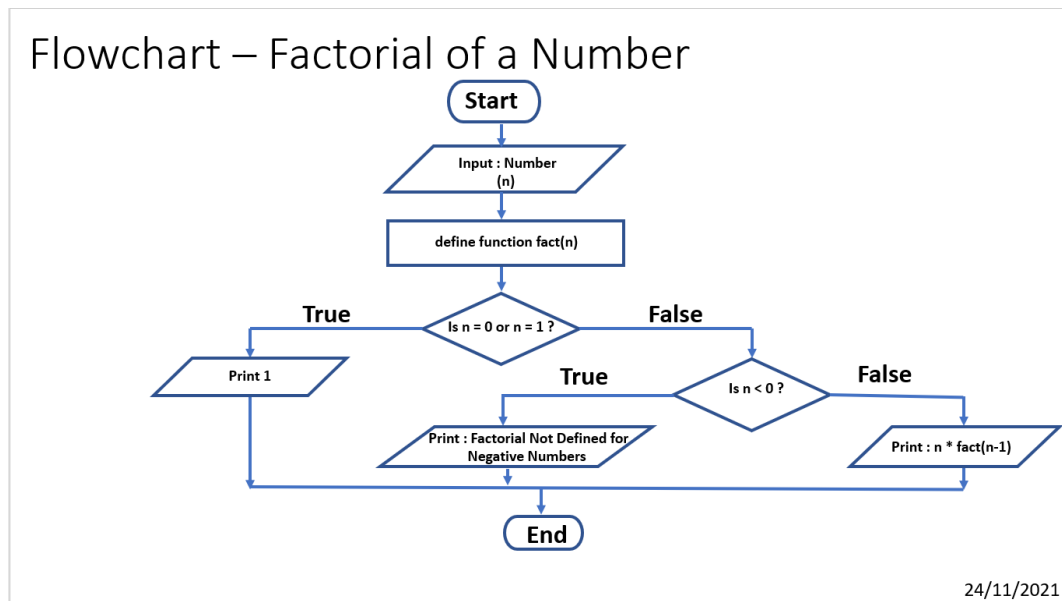 Flowchart – Factorial of a Number
Start
Input : Number
(n)
define function fact(n)
Is n = 0 or n = 1 ?
True
False
Print 1
Is n < 0 ?
True
False
Print : Factorial Not Defined for
Negative Numbers
Print : n * fact(n-1)
End
24/11/2021